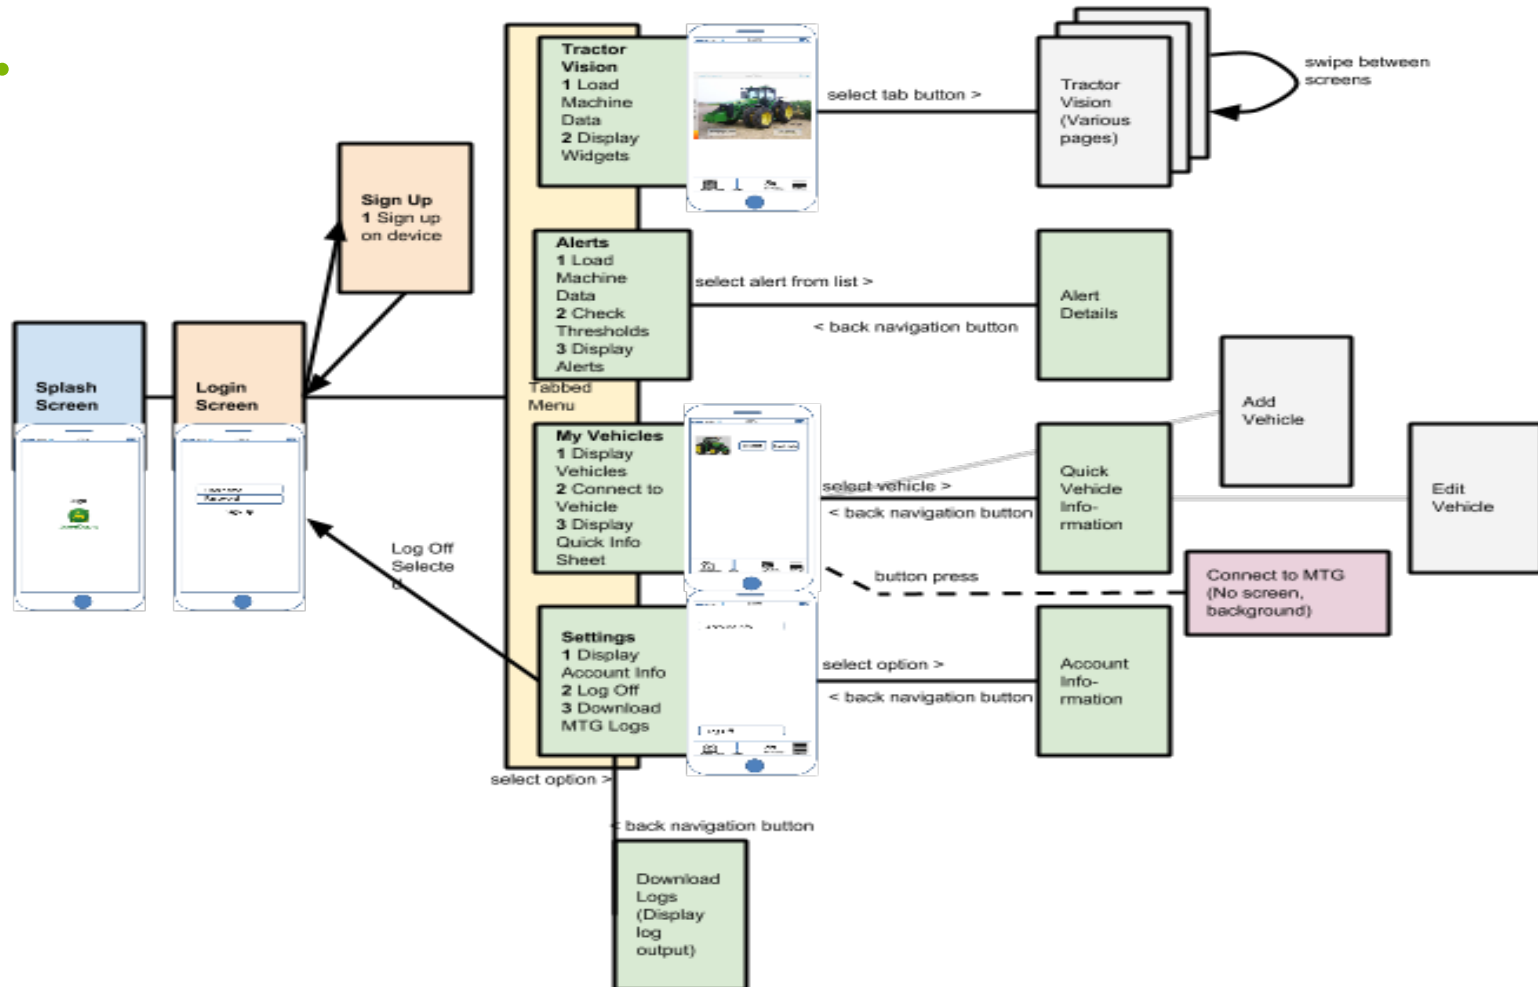 Tractor
Vision
1 Load
Machine
Data
2 Display
Widgets
select tab button >
Tractor
Vision
(Various
pages)
swipe between
screens
Sign Up
1 Sign up
on device
Alerts
1 Load
Machine
Data
2 Check
Thresholds
3 Display
Alerts
select alert from list >
< back navigation button
Alert
Details
Splash
Screen
Login
Screen
Tabbed
Menu
My Vehicles
1 Display
Vehicles
2 Connect to
Vehicle
3 Display
Quick Info
Sheet
select vehicle >
< back navigation button
Quick
Vehicle
Info-
rmation
Add
Vehicle
Edit
Vehicle
button press
Connect to MTG
(No screen,
background)
Log Off
Selecte
d
Settings
1 Display
Account Info
2 Log Off
3 Download
MTG Logs
select option >
< back navigation button
Account
Info-
rmation
select option >
< back navigation button
Download
Logs
(Display
log
output)